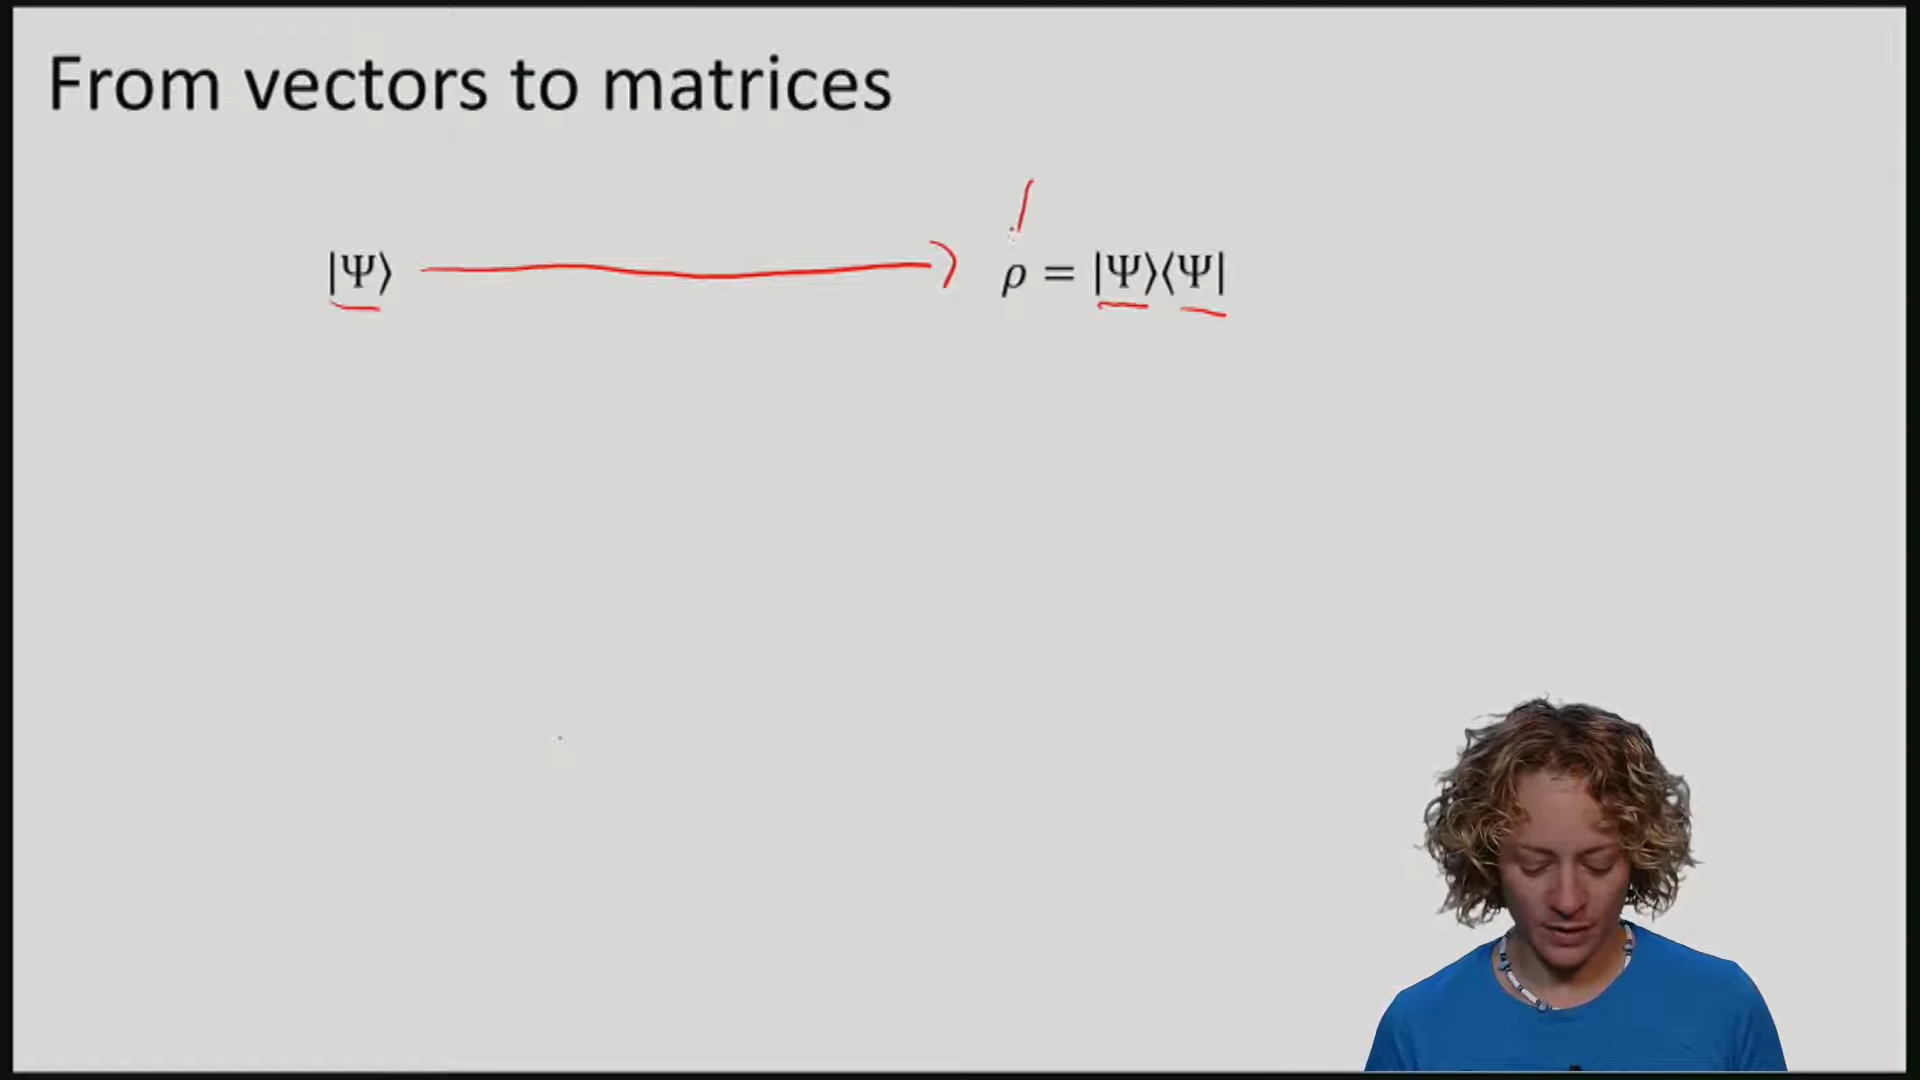 From vectors to matrices
|Ψ⟩ → ρ = |Ψ⟩⟨Ψ|